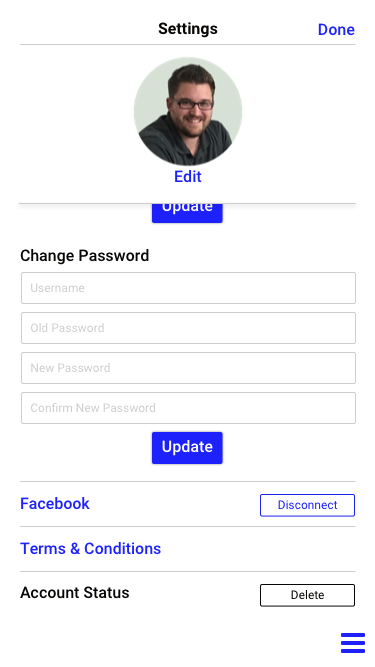 Settings
Done
Edit
Update
Change Password
Username
Old Password
New Password
Confirm New Password
Update
Facebook
Disconnect
Terms & Conditions
Account Status
Delete